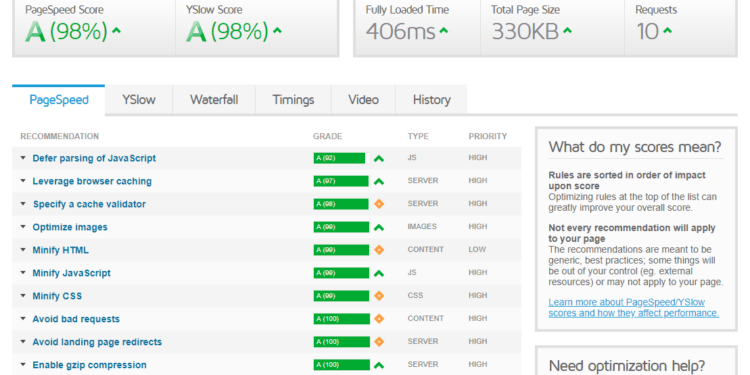 PageSpeed Score
YSlow Score
A (98%)
A (98%)
Fully Loaded Time
Total Page Size
Requests
406ms
330KB
10
PageSpeed
YSlow
Waterfall
Timings
Video
History
RECOMMENDATION GRADE TYPE PRIORITY
Defer parsing of JavaScript A (92) JS HIGH
Leverage browser caching A (97) SERVER HIGH
Specify a cache validator A (98) SERVER HIGH
Optimize images A (99) IMAGES HIGH
Minify HTML A (99) CONTENT LOW
Minify JavaScript A (99) JS HIGH
Minify CSS A (99) CSS HIGH
Avoid bad requests A (100) CONTENT HIGH
Avoid landing page redirects A (100) SERVER HIGH
Enable gzip compression A (100) SERVER HIGH
What do my scores mean?
Rules are sorted in order of impact
upon score
Optimizing rules at the top of the list can
greatly improve your overall score.
Not every recommendation will apply
to your page
The recommendations are meant to be
generic, best practices; some things will
be out of your control (eg. external
resources) or may not apply to your page.
Learn more about PageSpeed/YSlow
scores and how they affect performance.
Need optimization help?